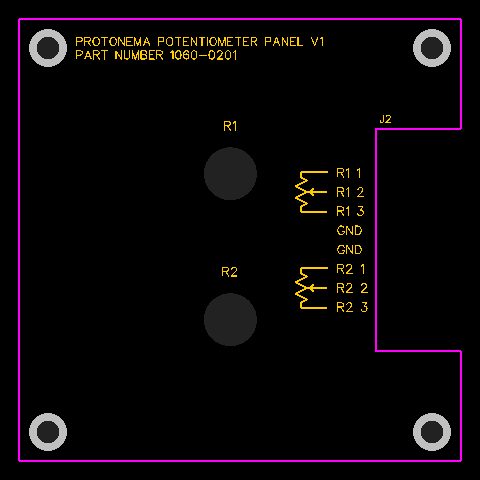 PROTONEMA POTENTIOMETER PANEL V1
PART NUMBER 1060-0201
J2
R1
R1 1
R1 2
R1 3
GND
GND
R2
R2 1
R2 2
R2 3